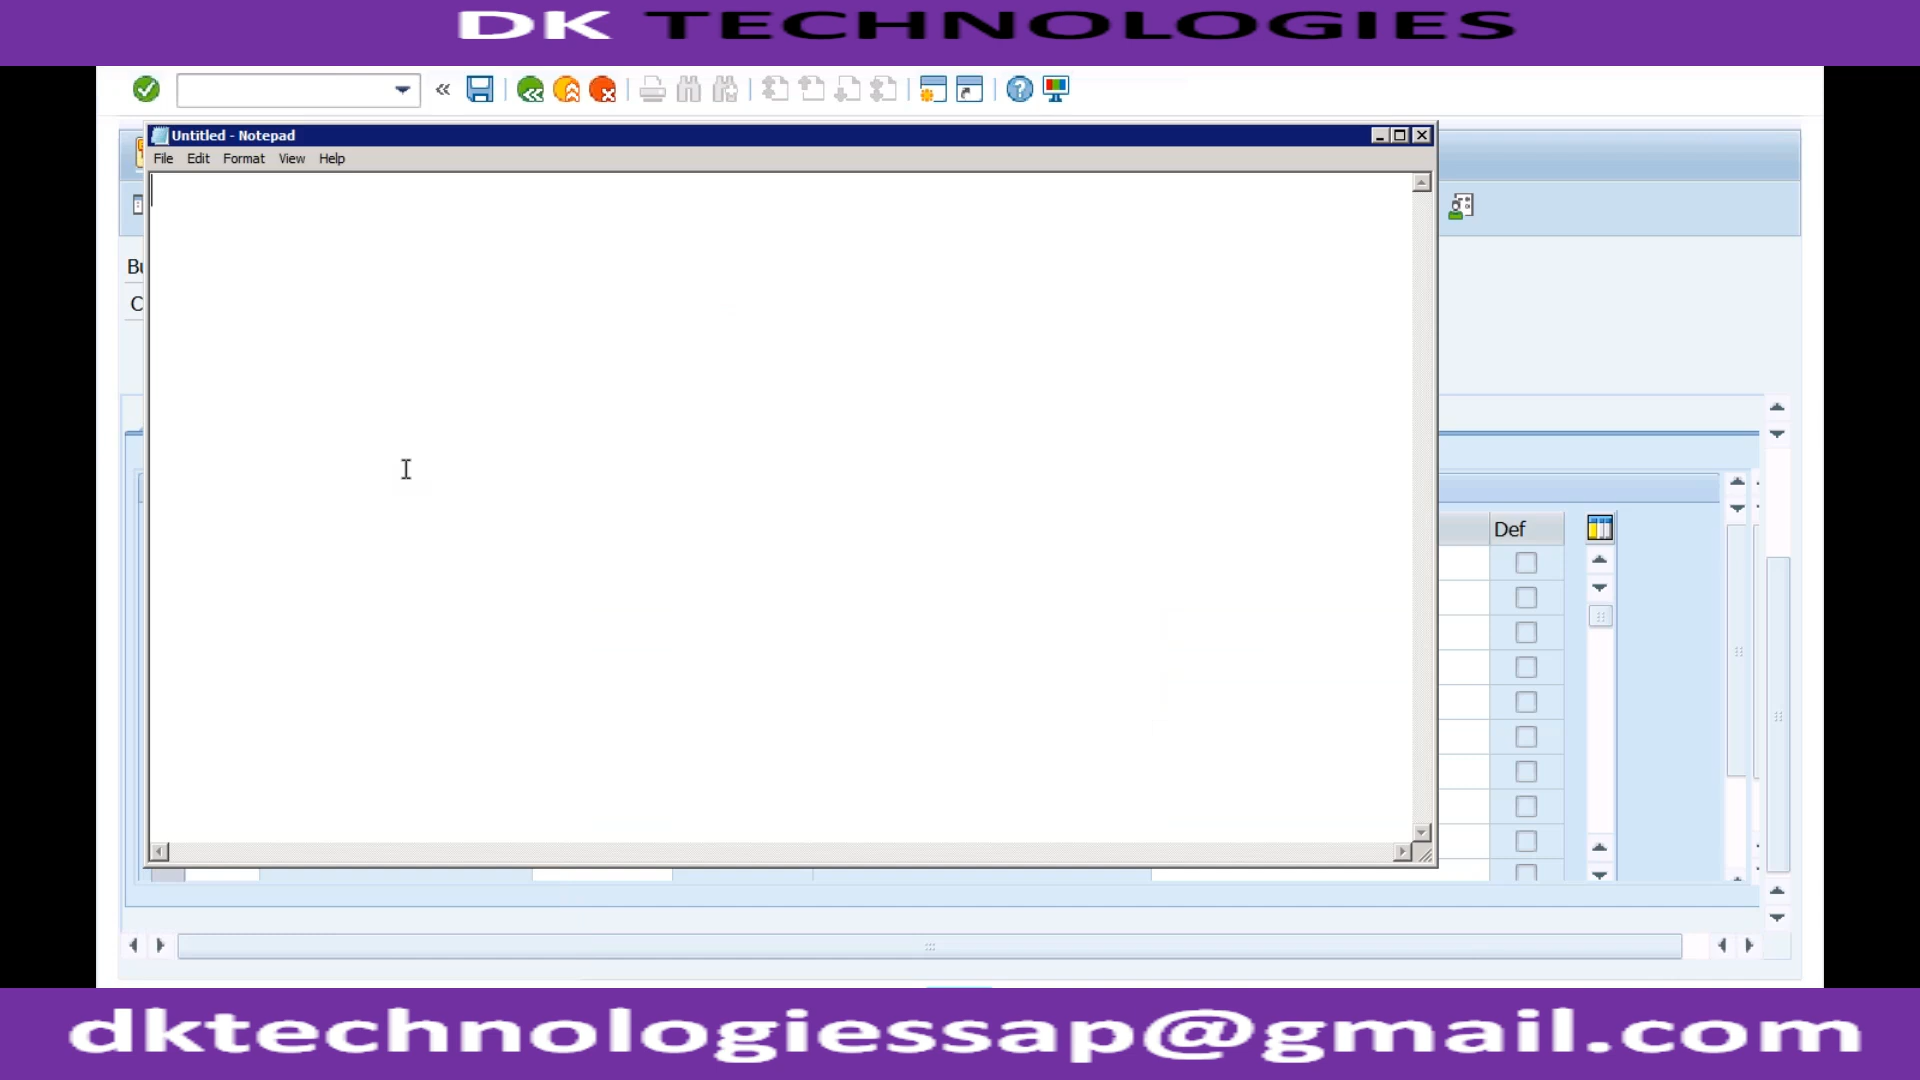 DK TECHNOLOGIES
Untitled - Notepad
File Edit Format View Help
Def
dktechnologiessap@gmail.com